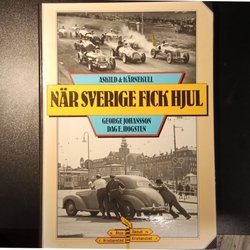 ASKILD & KÄRNEKULL
NÄR SVERIGE FICK HJUL
GEORGE JOHANSSON
DAG E. HOGSTEN